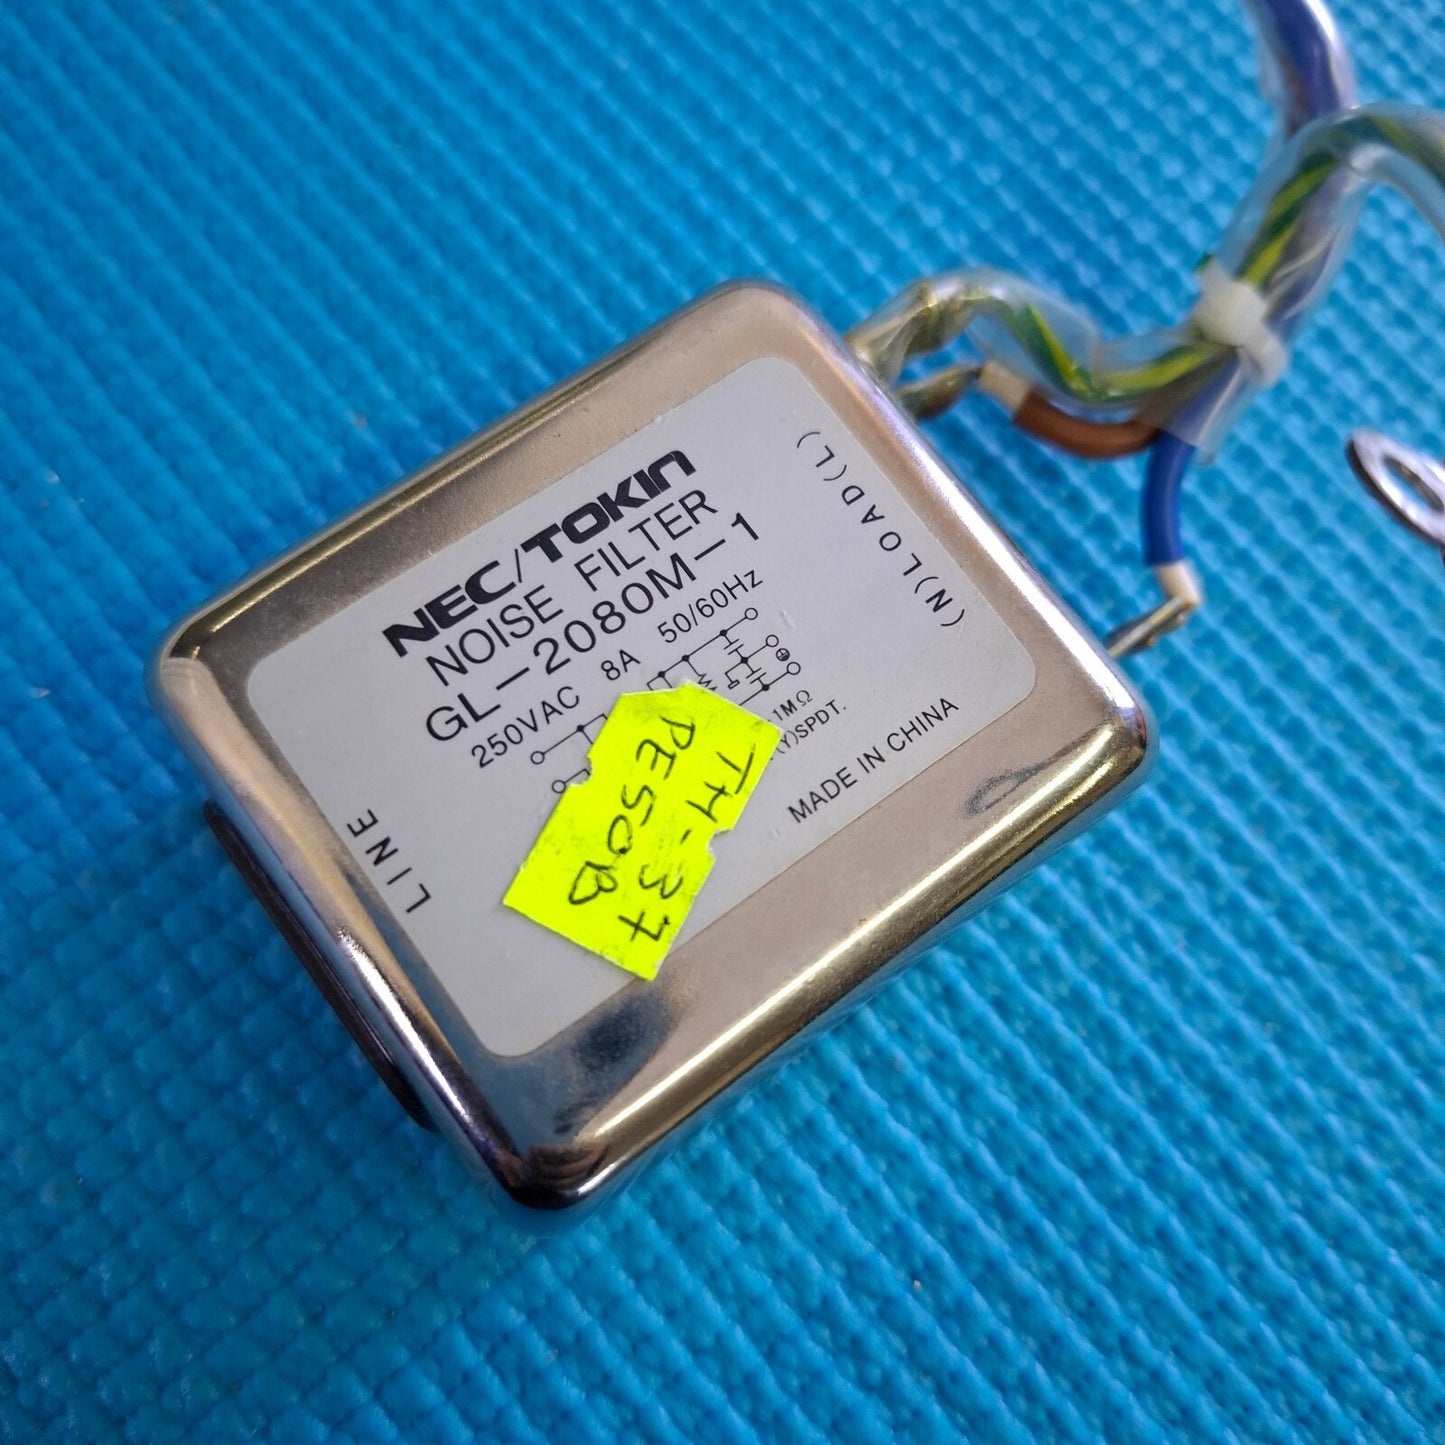 NEC/TOKIN
NOISE FILTER
GL-2080M-1
250VAC 8A 50/60Hz
LINE
(N)LOAD(L)
1MΩ
(Y)SPDT.
MADE IN CHINA
TH-37
PE50B